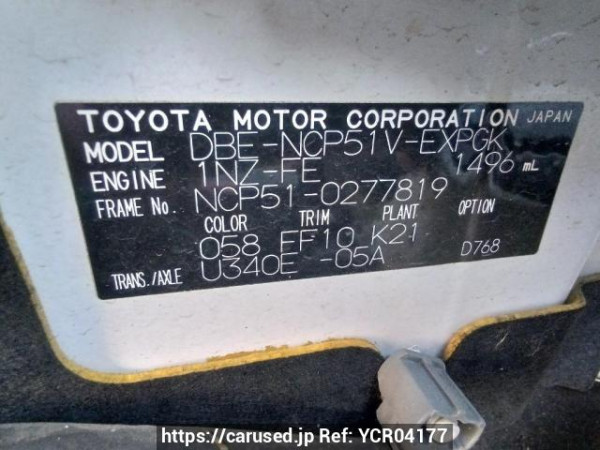 TOYOTA MOTOR CORPORATION JAPAN
MODEL DBE-NCP51V-EXPGK
ENGINE 1NZ-FE 1496 mL
FRAME No. NCP51-0277819
COLOR TRIM PLANT OPTION
058 FF10 K21
TRANS./AXLE U340E -05A D768
https://carused.jp Ref: YCR04177